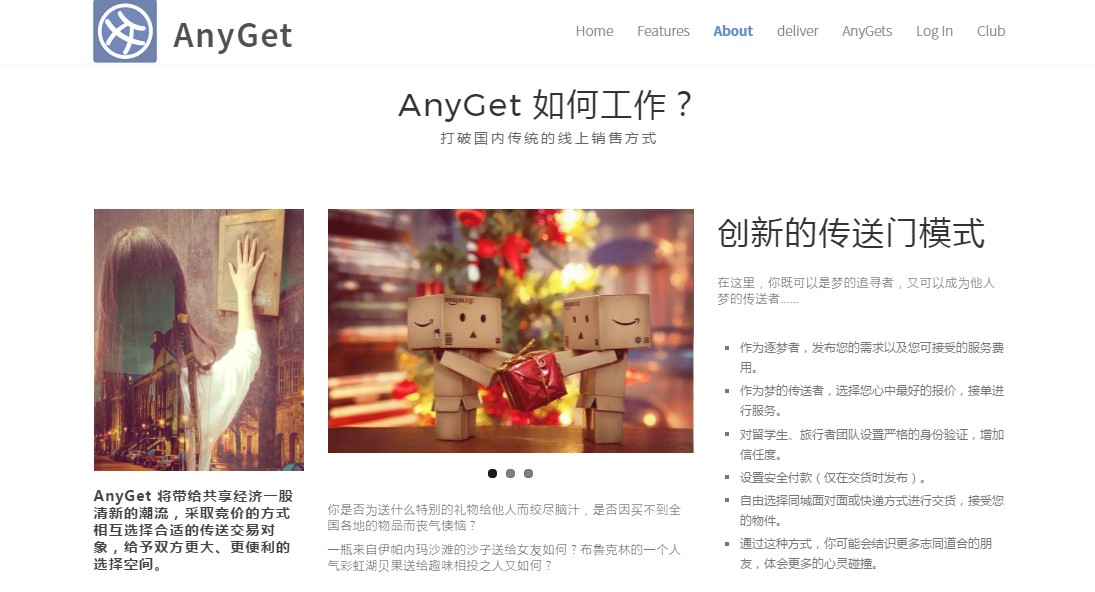 AnyGet
Home Features About deliver AnyGets Log In Club
AnyGet 如何工作？
打破国内传统的线上销售方式
AnyGet 将带给共享经济一股
清新的潮流，采取竞价的方式
相互选择合适的传送交易对
象，给予双方更大、更便利的
选择空间。
你是否为送什么特别的礼物给他人而绞尽脑汁，是否因买不到全
国各地的物品而丧气懊恼？
一瓶来自伊帕内玛沙滩的沙子送给女友如何？布鲁克林的一个人
气彩虹湖贝果送给趣味相投之人又如何？
创新的传送门模式
在这里，你既可以是梦的追寻者，又可以成为他人
梦的传送者......
作为逐梦者，发布您的需求以及您可接受的服务费
用。
作为梦的传送者，选择您心中最好的报价，接单进
行服务。
对留学生、旅行者团队设置严格的身份验证，增加
信任度。
设置安全付款（仅在交货时发布）。
自由选择同城面对面或快递方式进行交货，接受您
的物件。
通过这种方式，你可能会结识更多志同道合的朋
友，体会更多的心灵碰撞。